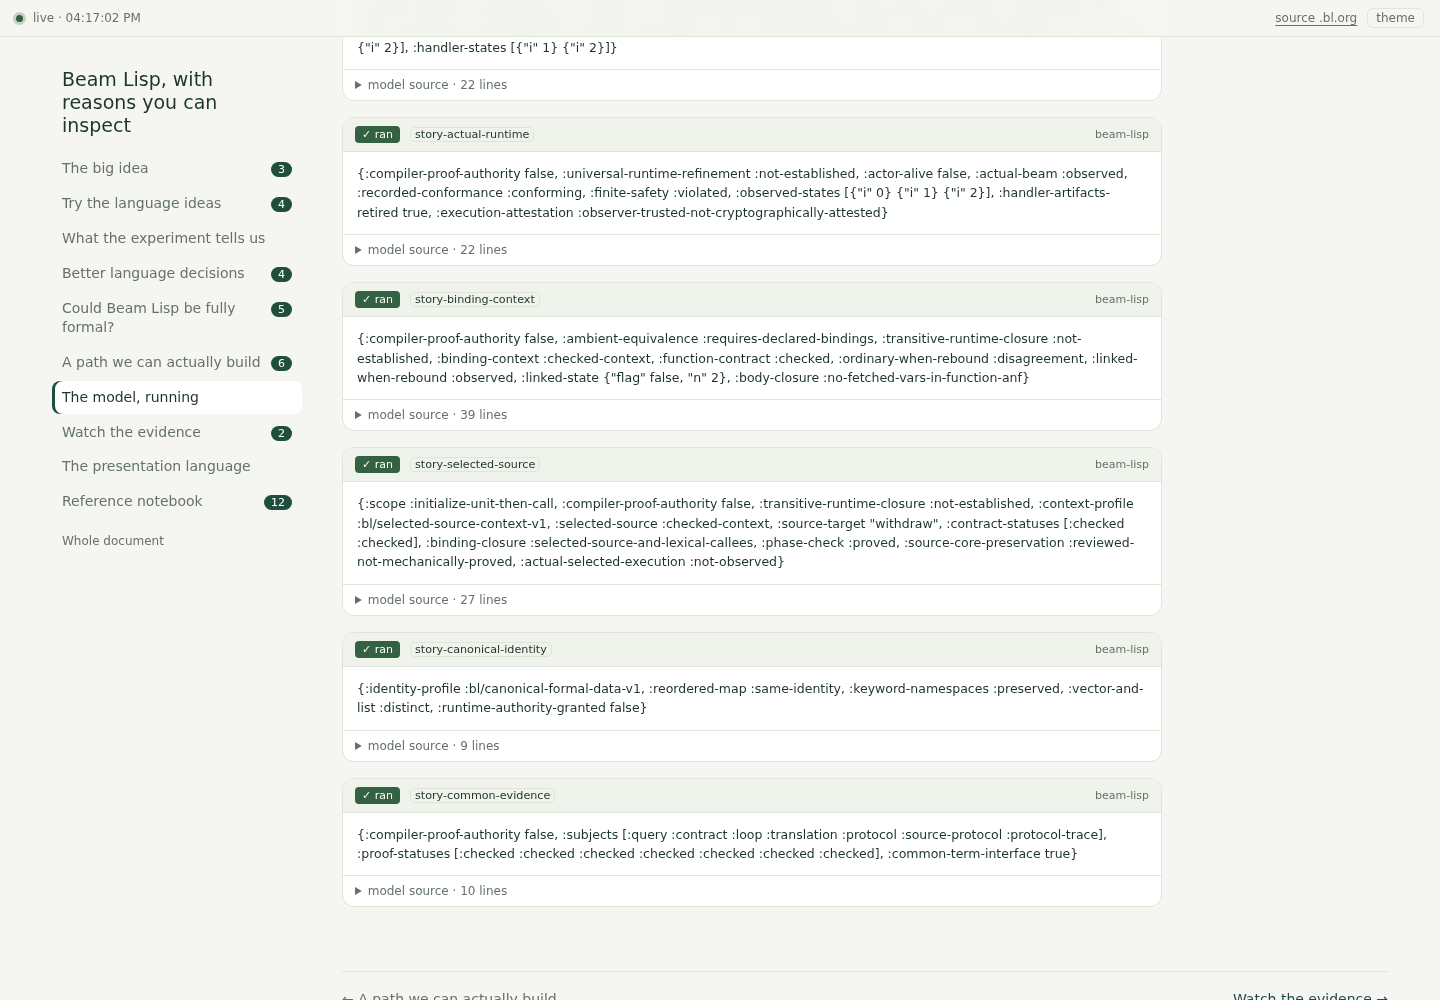 live · 04:17:02 PM
source .bl.org
theme
Beam Lisp, with
reasons you can
inspect
The big idea 3
Try the language ideas 4
What the experiment tells us
Better language decisions 4
Could Beam Lisp be fully
formal? 5
A path we can actually build 6
The model, running
Watch the evidence 2
The presentation language
Reference notebook 12
Whole document
{"i" 2}], :handler-states [{"i" 1} {"i" 2}]}
▶ model source · 22 lines
✓ ran story-actual-runtime beam-lisp
{:compiler-proof-authority false, :universal-runtime-refinement :not-established, :actor-alive false, :actual-beam :observed,
:recorded-conformance :conforming, :finite-safety :violated, :observed-states [{"i" 0} {"i" 1} {"i" 2}], :handler-artifacts-
retired true, :execution-attestation :observer-trusted-not-cryptographically-attested}
▶ model source · 22 lines
✓ ran story-binding-context beam-lisp
{:compiler-proof-authority false, :ambient-equivalence :requires-declared-bindings, :transitive-runtime-closure :not-
established, :binding-context :checked-context, :function-contract :checked, :ordinary-when-rebound :disagreement, :linked-
when-rebound :observed, :linked-state {"flag" false, "n" 2}, :body-closure :no-fetched-vars-in-function-anf}
▶ model source · 39 lines
✓ ran story-selected-source beam-lisp
{:scope :initialize-unit-then-call, :compiler-proof-authority false, :transitive-runtime-closure :not-established, :context-profile
:bl/selected-source-context-v1, :selected-source :checked-context, :source-target "withdraw", :contract-statuses [:checked
:checked], :binding-closure :selected-source-and-lexical-callees, :phase-check :proved, :source-core-preservation :reviewed-
not-mechanically-proved, :actual-selected-execution :not-observed}
▶ model source · 27 lines
✓ ran story-canonical-identity beam-lisp
{:identity-profile :bl/canonical-formal-data-v1, :reordered-map :same-identity, :keyword-namespaces :preserved, :vector-and-
list :distinct, :runtime-authority-granted false}
▶ model source · 9 lines
✓ ran story-common-evidence beam-lisp
{:compiler-proof-authority false, :subjects [:query :contract :loop :translation :protocol :source-protocol :protocol-trace],
:proof-statuses [:checked :checked :checked :checked :checked :checked :checked], :common-term-interface true}
▶ model source · 10 lines
← A path we can actually build
Watch the evidence →